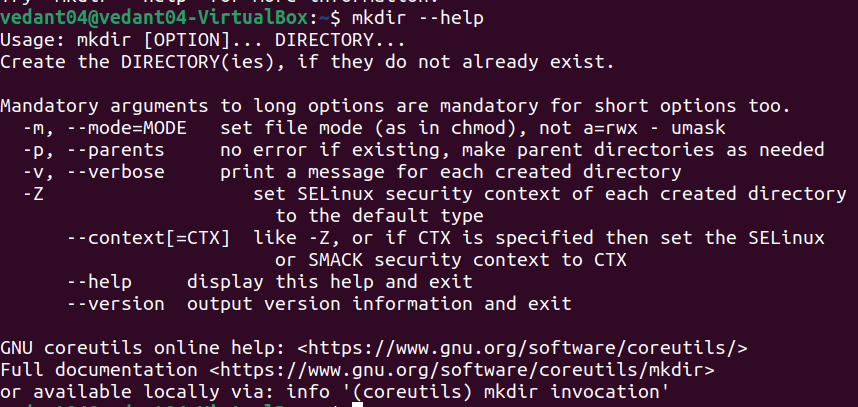 Try 'mkdir --help' for more information.
vedant04@vedant04-VirtualBox:~$ mkdir --help
Usage: mkdir [OPTION]... DIRECTORY...
Create the DIRECTORY(ies), if they do not already exist.

Mandatory arguments to long options are mandatory for short options too.
  -m, --mode=MODE   set file mode (as in chmod), not a=rwx - umask
  -p, --parents     no error if existing, make parent directories as needed
  -v, --verbose     print a message for each created directory
  -Z                   set SELinux security context of each created directory
                         to the default type
      --context[=CTX]  like -Z, or if CTX is specified then set the SELinux
                         or SMACK security context to CTX
      --help     display this help and exit
      --version  output version information and exit

GNU coreutils online help: <https://www.gnu.org/software/coreutils/>
Full documentation <https://www.gnu.org/software/coreutils/mkdir>
or available locally via: info '(coreutils) mkdir invocation'